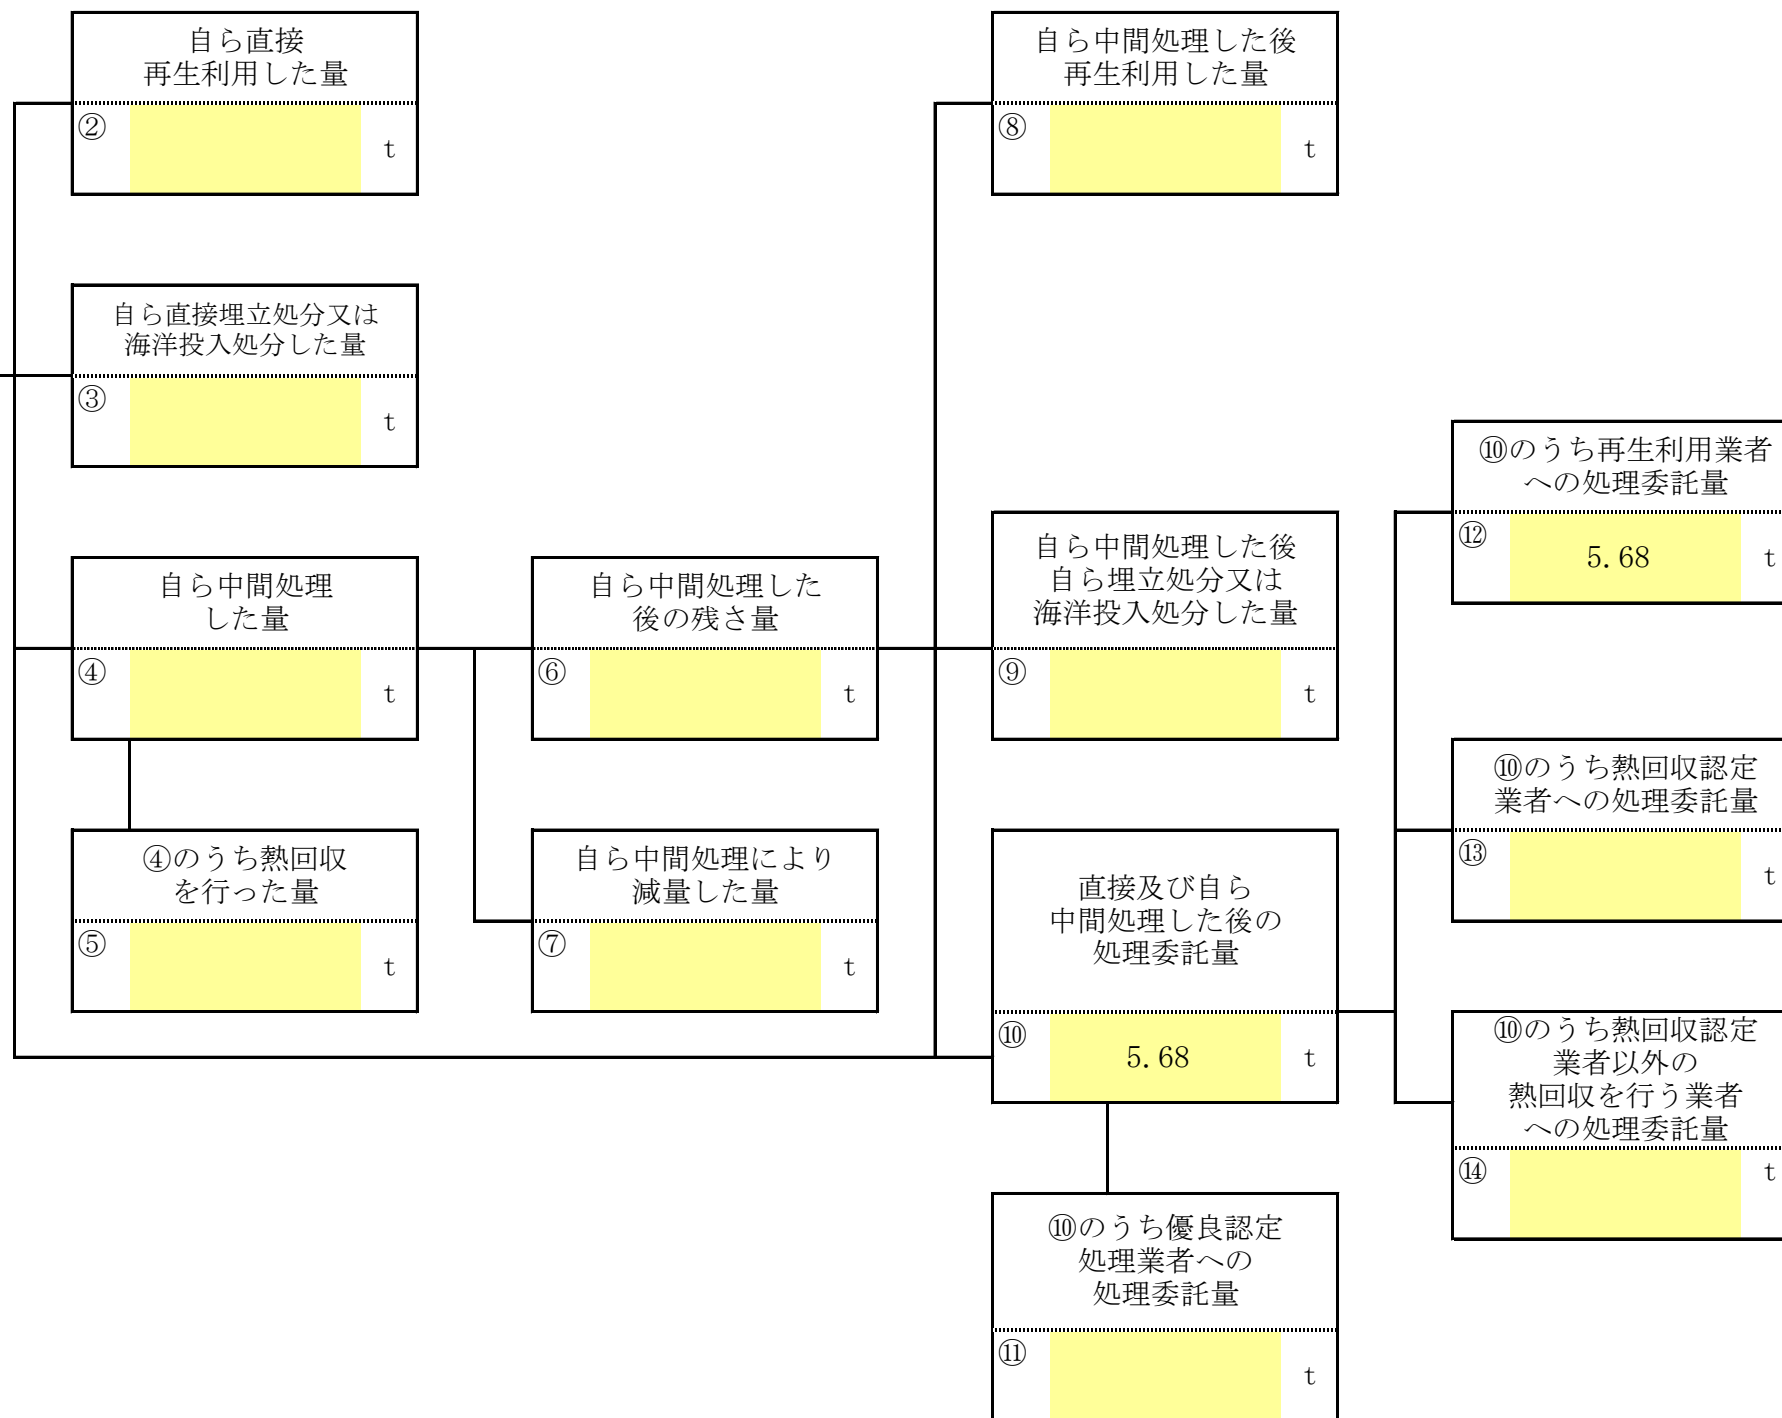 自ら直接
再生利用した量
②
t
自ら中間処理した後
再生利用した量
⑧
t
自ら直接埋立処分又は
海洋投入処分した量
③
t
⑩のうち再生利用業者
への処理委託量
⑫
5.68
t
自ら中間処理
した量
④
t
自ら中間処理した
後の残さ量
⑥
t
自ら中間処理した後
自ら埋立処分又は
海洋投入処分した量
⑨
t
⑩のうち熱回収認定
業者への処理委託量
⑬
t
④のうち熱回収
を行った量
⑤
t
自ら中間処理により
減量した量
⑦
t
直接及び自ら
中間処理した後の
処理委託量
⑩
5.68
t
⑩のうち熱回収認定
業者以外の
熱回収を行う業者
への処理委託量
⑭
t
⑩のうち優良認定
処理業者への
処理委託量
⑪
t